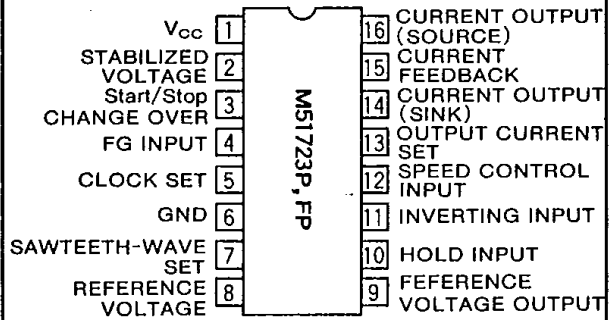 Vcc 1
STABILIZED
VOLTAGE 2
Start/Stop
CHANGE OVER 3
FG INPUT 4
CLOCK SET 5
GND 6
SAWTEETH-WAVE
SET 7
REFERENCE
VOLTAGE 8
M51723P, FP
16 CURRENT OUTPUT
(SOURCE)
15 CURRENT
FEEDBACK
14 CURRENT OUTPUT
(SINK)
13 OUTPUT CURRENT
SET
12 SPEED CONTROL
INPUT
11 INVERTING INPUT
10 HOLD INPUT
9 FEFERENCE
VOLTAGE OUTPUT